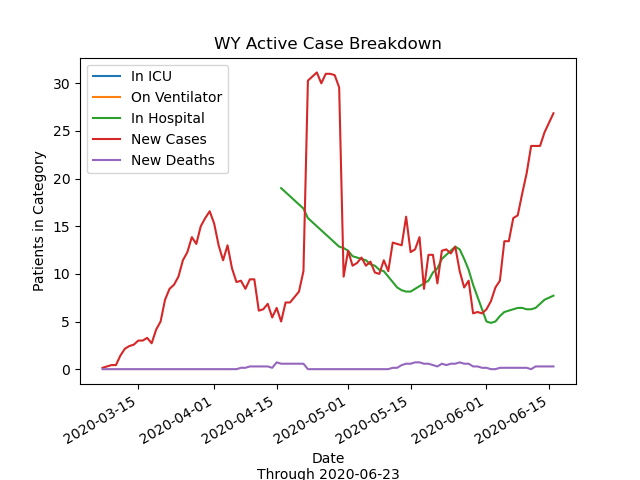 WY Active Case Breakdown
In ICU
On Ventilator
In Hospital
New Cases
New Deaths
Patients in Category
30
25
20
15
10
5
0
2020-03-15
2020-04-01
2020-04-15
2020-05-01
2020-05-15
2020-06-01
2020-06-15
Date
Through 2020-06-23